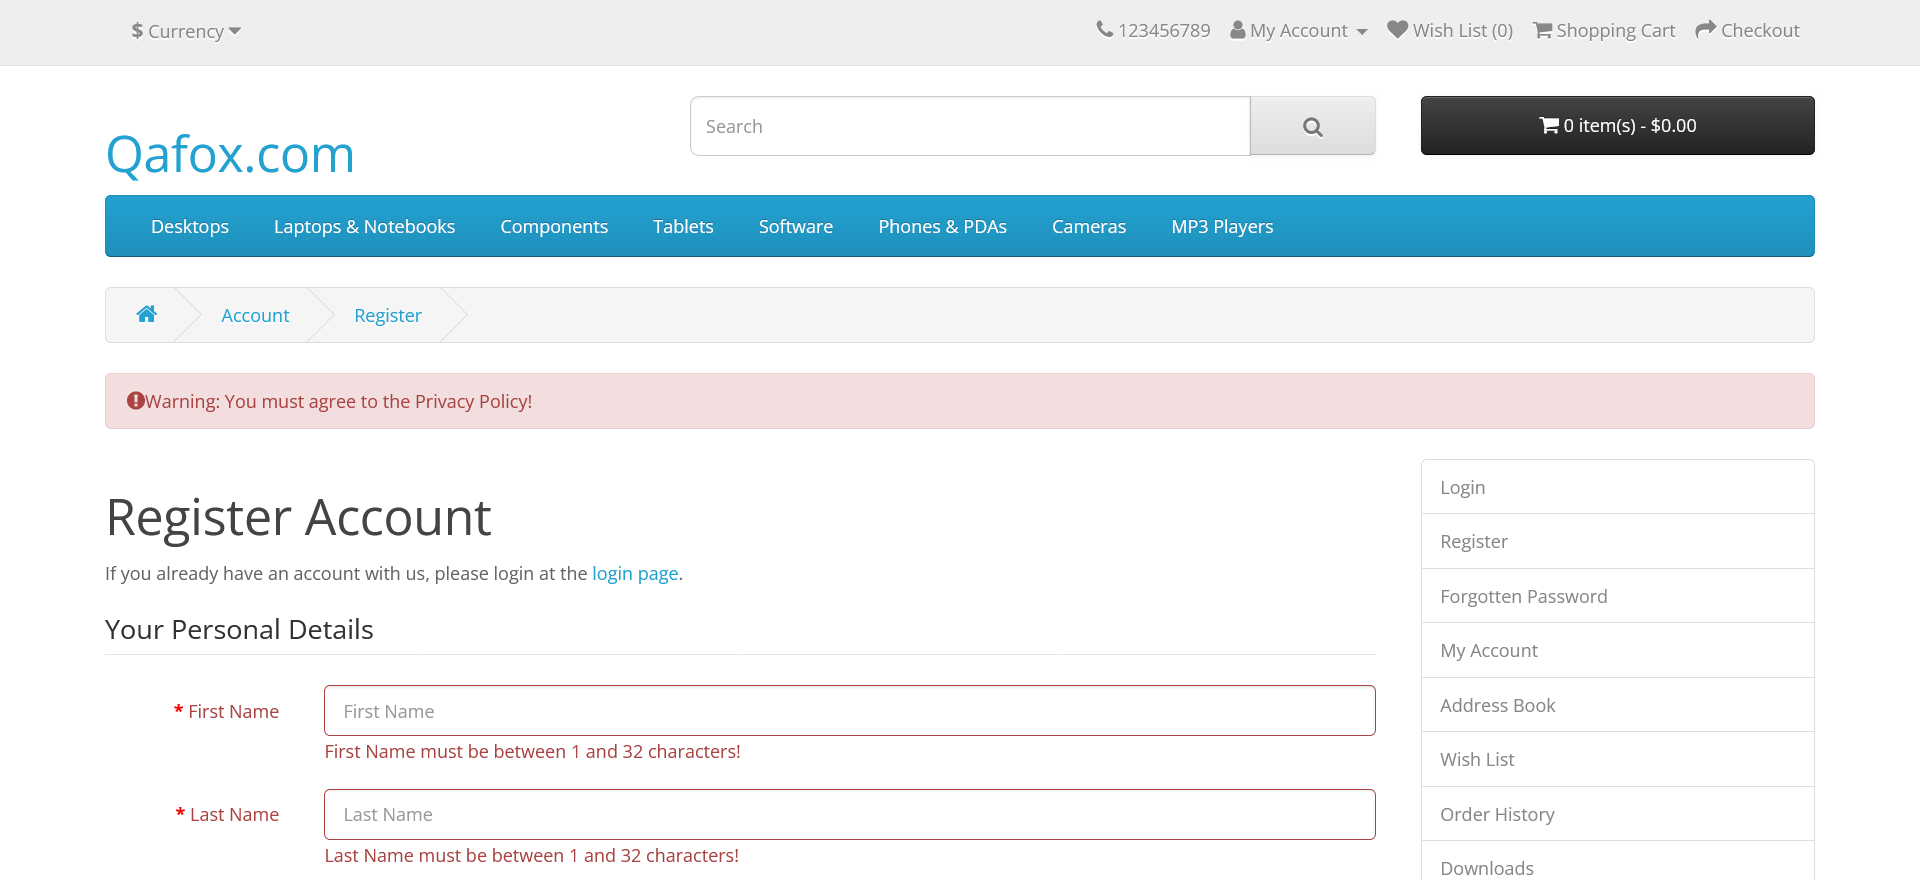 $ Currency
123456789 My Account Wish List (0) Shopping Cart Checkout
Qafox.com
Search
0 item(s) - $0.00
Desktops Laptops & Notebooks Components Tablets Software Phones & PDAs Cameras MP3 Players
Account Register
Warning: You must agree to the Privacy Policy!
Register Account
If you already have an account with us, please login at the login page.
Your Personal Details
* First Name
First Name
First Name must be between 1 and 32 characters!
* Last Name
Last Name
Last Name must be between 1 and 32 characters!
Login
Register
Forgotten Password
My Account
Address Book
Wish List
Order History
Downloads